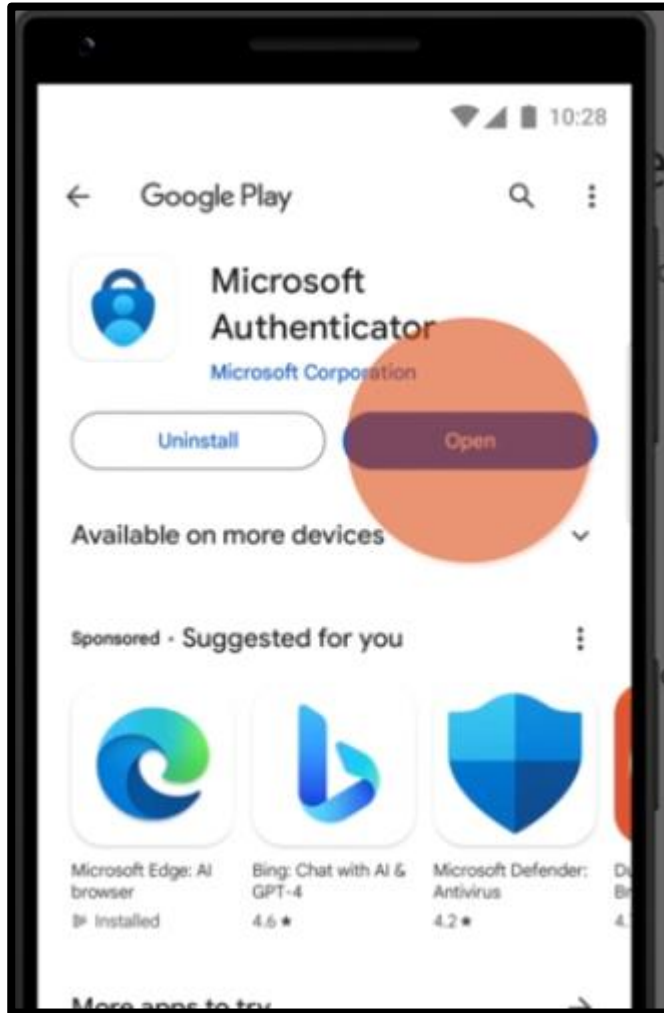 10:28
Google Play
Microsoft
Authenticator
Microsoft Corporation
Uninstall
Open
Available on more devices
Sponsored · Suggested for you
Microsoft Edge: AI
browser
Installed
Bing: Chat with AI &
GPT-4
4.6 ★
Microsoft Defender:
Antivirus
4.2 ★
More apps to try